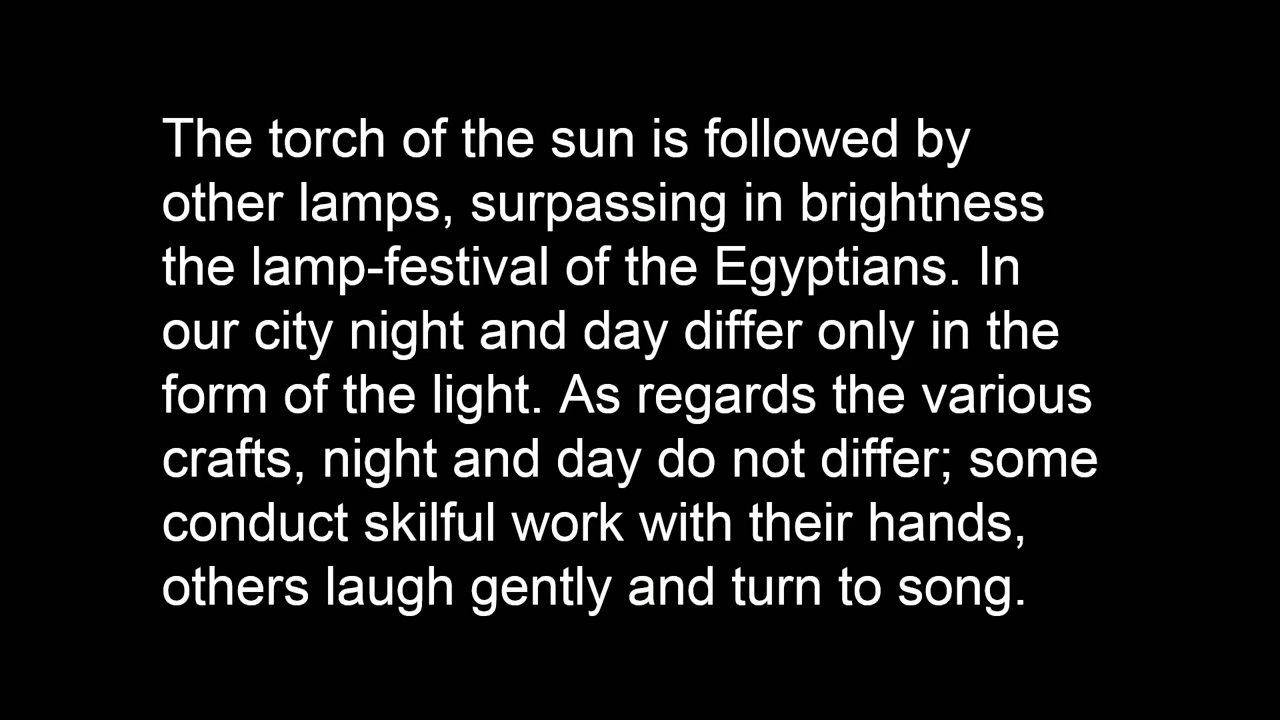 The torch of the sun is followed by
other lamps, surpassing in brightness
the lamp-festival of the Egyptians. In
our city night and day differ only in the
form of the light. As regards the various
crafts, night and day do not differ; some
conduct skilful work with their hands,
others laugh gently and turn to song.